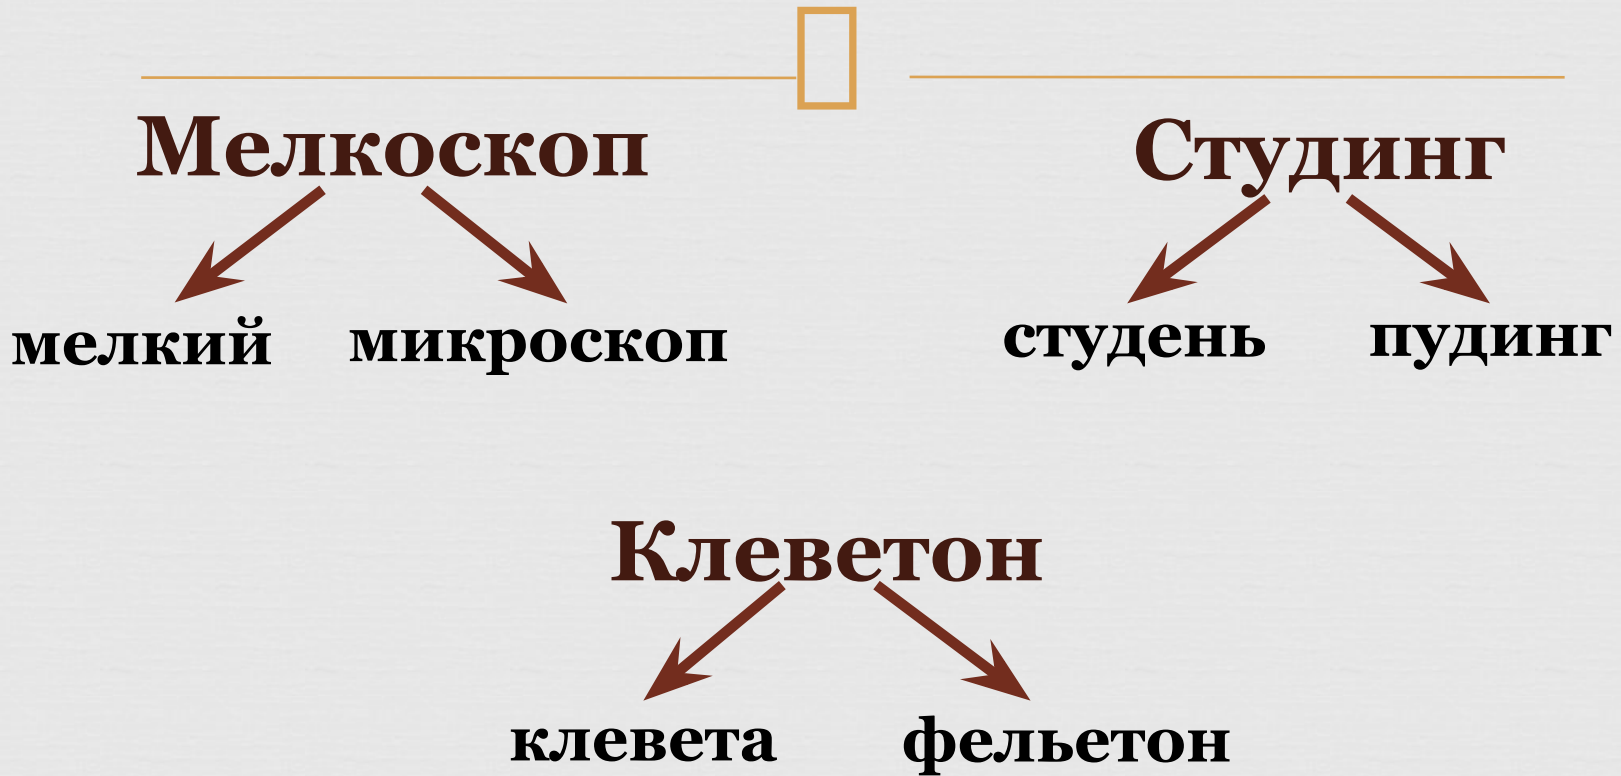 Мелкоскоп
Студинг
мелкий микроскоп
студень пудинг
Клеветон
клевета фельетон